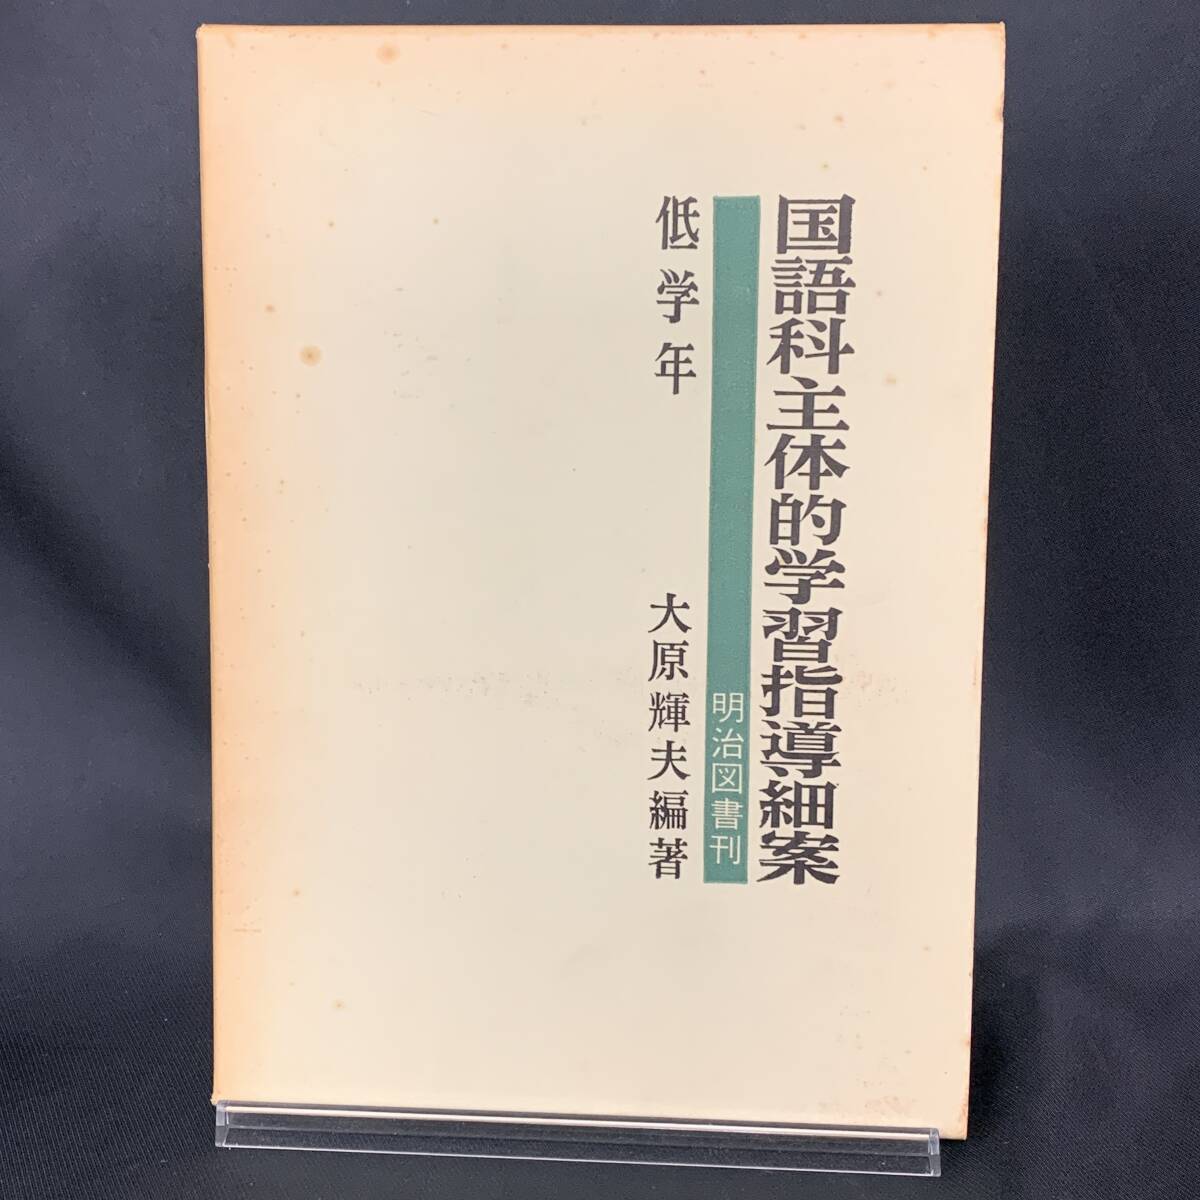 国語科主体的学習指導細案
明治図書刊
低学年
大原輝夫編著